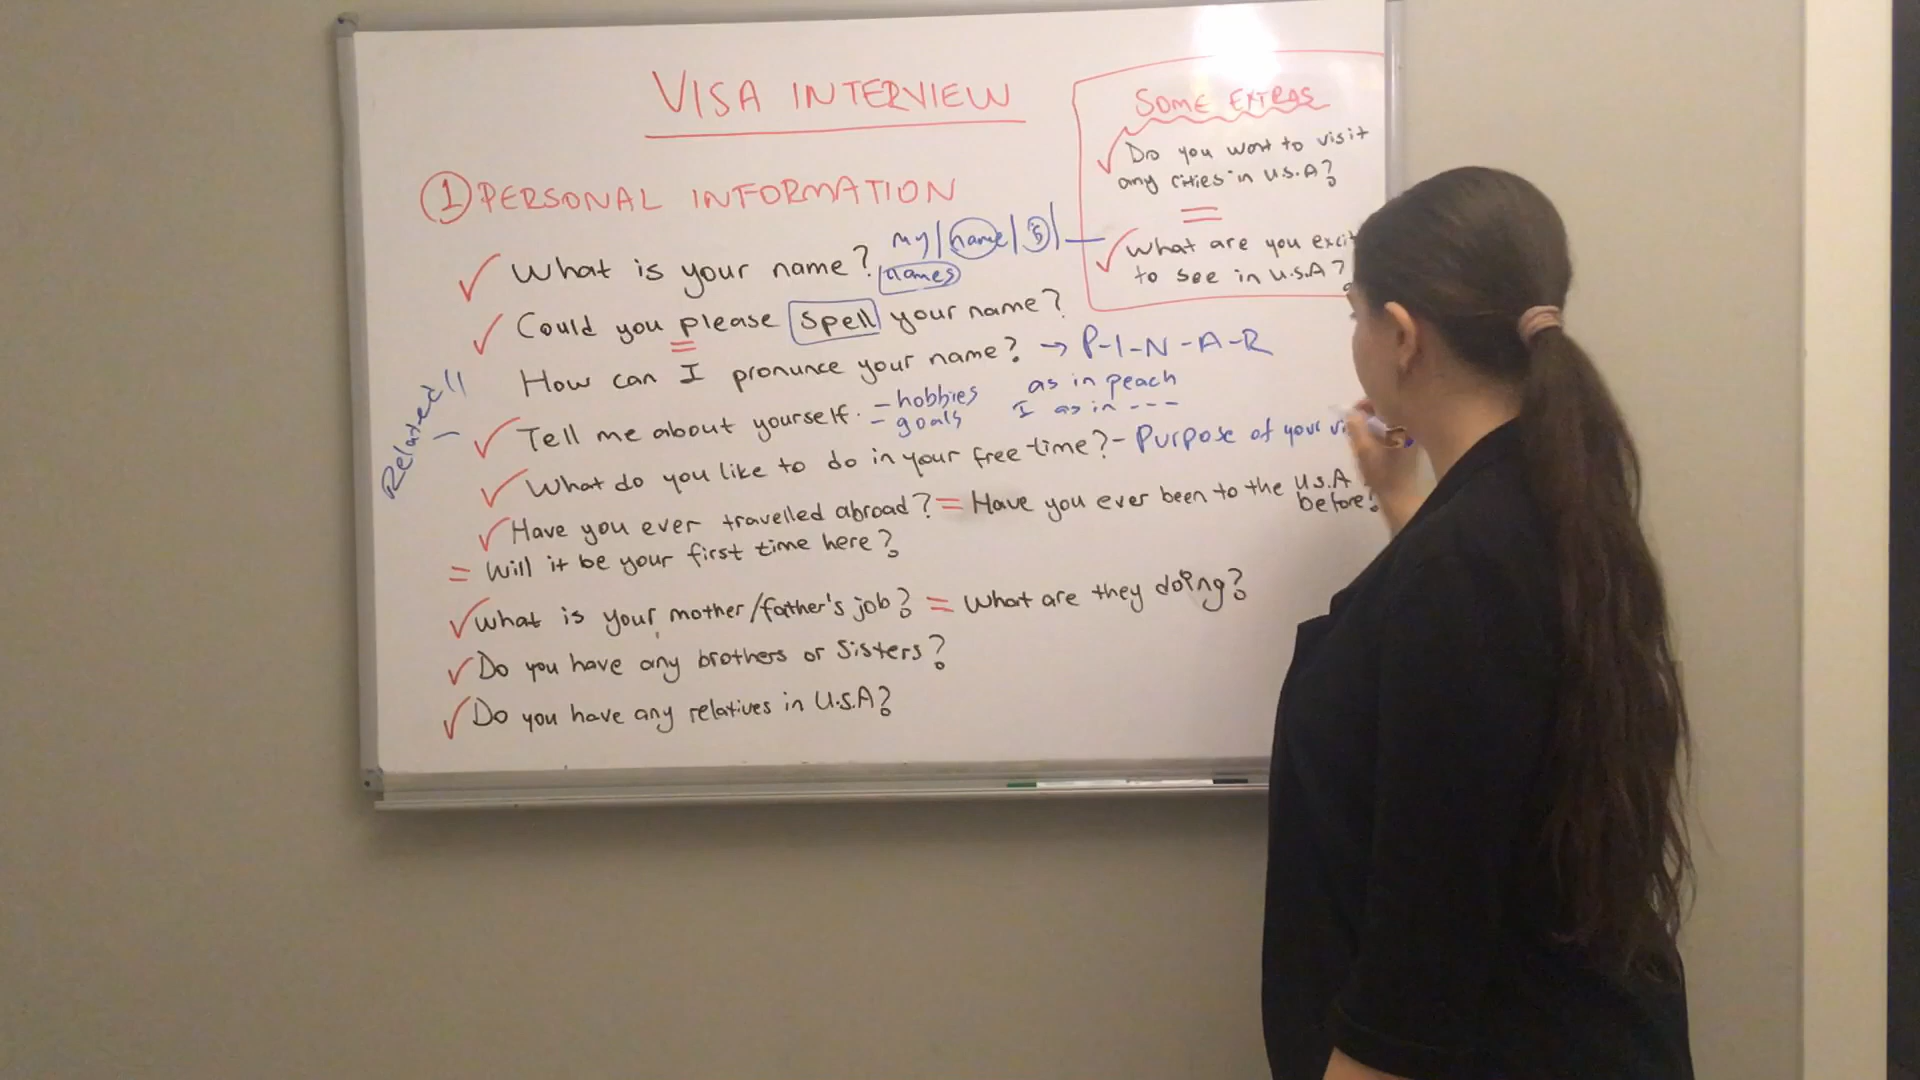 VISA INTERVIEW
① PERSONAL INFORMATION
✓ What is your name? my | name | is | —
names
✓ Could you please spell your name?
=
How can I pronunce your name? → P-I-N-A-R
as in peach
I as in ---
✓ Tell me about yourself. - hobbies
- goals
✓ What do you like to do in your free time? - Purpose of your
✓ Have you ever travelled abroad? = Have you ever been to the U.S.A
before?
= Will it be your first time here?
✓ What is your mother/father's job? = What are they doing?
✓ Do you have any brothers or sisters?
✓ Do you have any relatives in U.S.A?
Related!!
SOME EXTRAS
✓ Do you want to visit
any cities in U.S.A?
=
✓ What are you
to see in U.S.A?